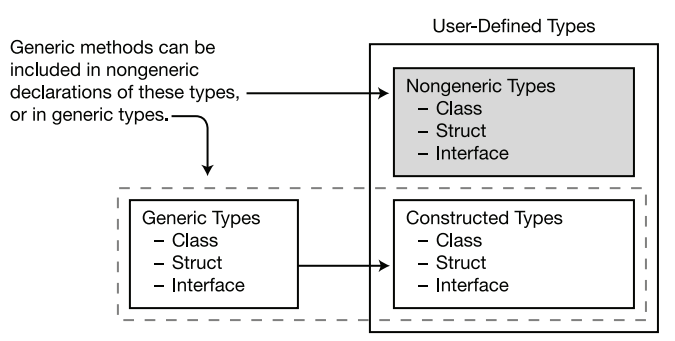 User-Defined Types
Generic methods can be
included in nongeneric
declarations of these types,
or in generic types.
Nongeneric Types
– Class
– Struct
– Interface
Generic Types
– Class
– Struct
– Interface
Constructed Types
– Class
– Struct
– Interface